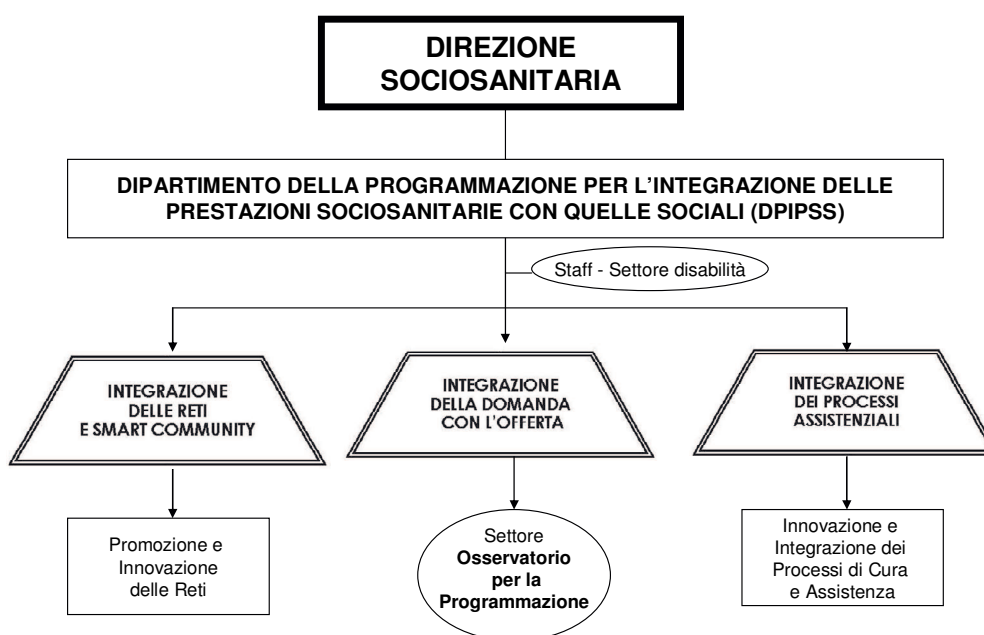 DIREZIONE
SOCIOSANITARIA
DIPARTIMENTO DELLA PROGRAMMAZIONE PER L’INTEGRAZIONE DELLE
PRESTAZIONI SOCIOSANITARIE CON QUELLE SOCIALI (DPIPSS)
Staff - Settore disabilità
INTEGRAZIONE
DELLE RETI
E SMART COMMUNITY
INTEGRAZIONE
DELLA DOMANDA
CON L’OFFERTA
INTEGRAZIONE
DEI PROCESSI
ASSISTENZIALI
Promozione e
Innovazione
delle Reti
Settore
Osservatorio
per la
Programmazione
Innovazione e
Integrazione dei
Processi di Cura
e Assistenza